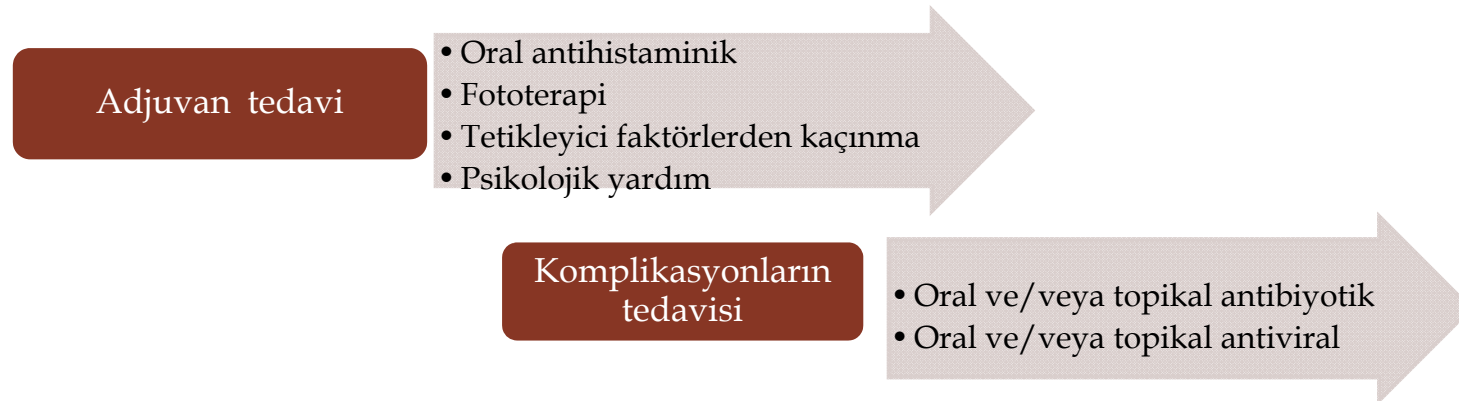 Adjuvan tedavi
• Oral antihistaminik
• Fototerapi
• Tetikleyici faktörlerden kaçınma
• Psikolojik yardım
Komplikasyonların
tedavisi
• Oral ve/veya topikal antibiyotik
• Oral ve/veya topikal antiviral